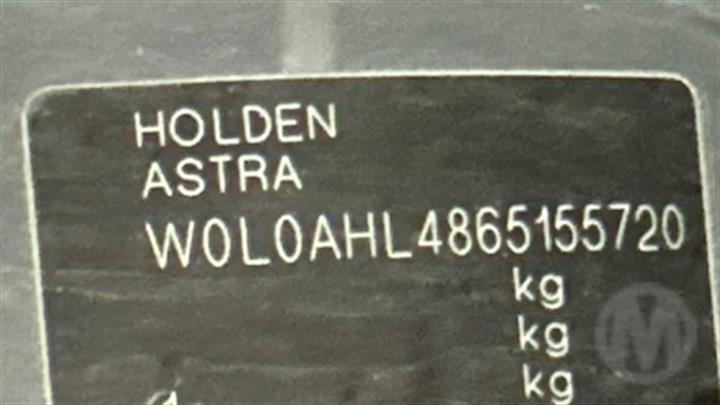 HOLDEN
ASTRA
W0L0AHL4865155720
kg
kg
kg